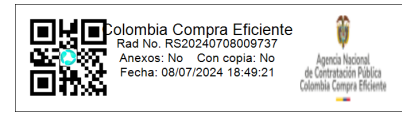 Colombia Compra Eficiente
Rad No. RS20240708009737
Anexos: No Con copia: No
Fecha: 08/07/2024 18:49:21
Agencia Nacional
de Contratación Pública
Colombia Compra Eficiente